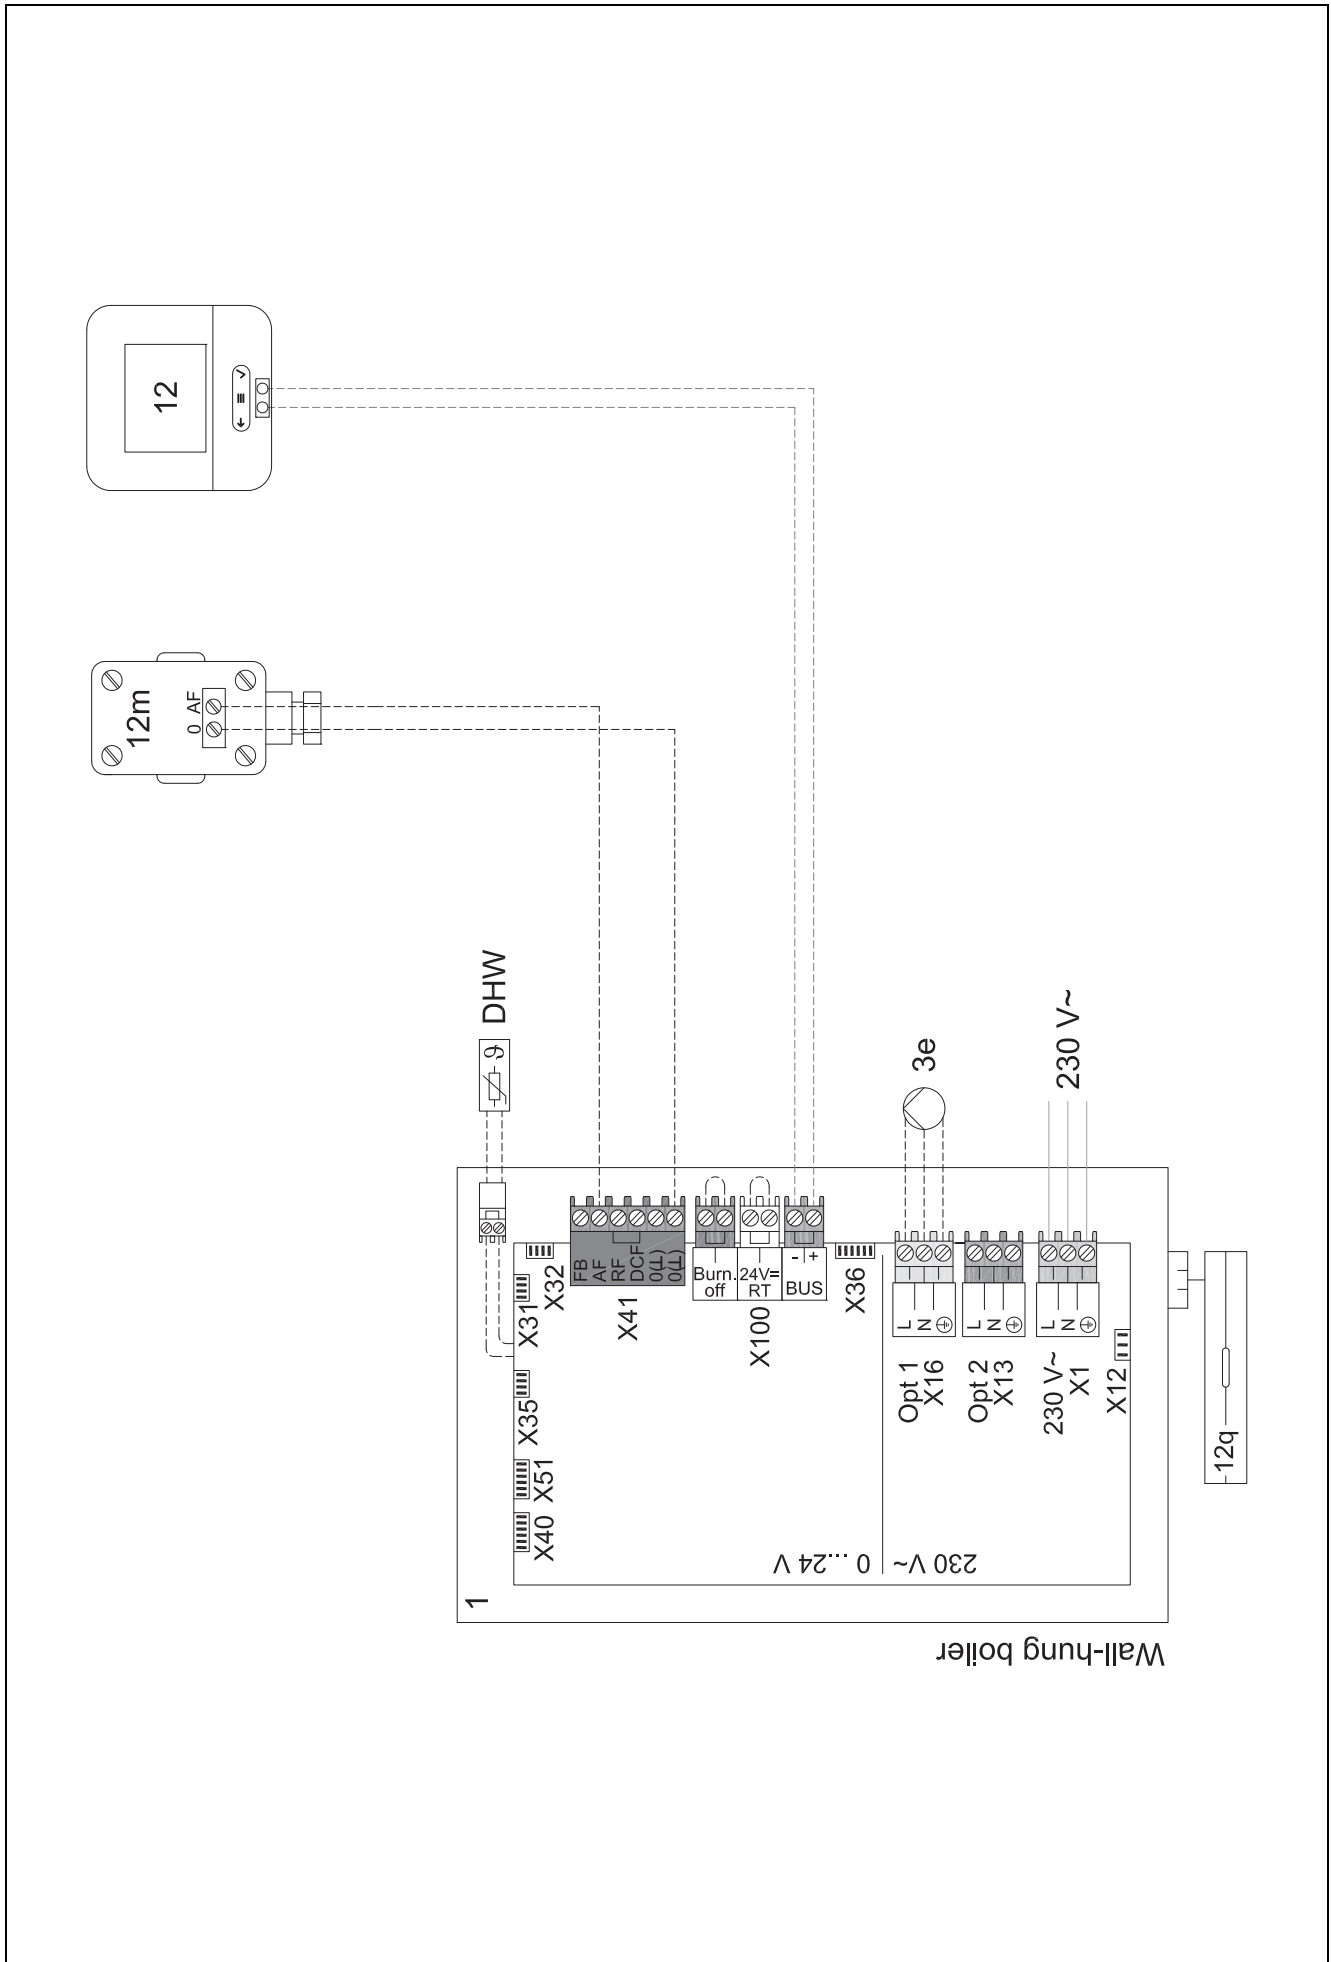 12
12m
0 AF
DHW
ϑ
3e
230 V~
X31
X32
FB
AF
RF
DCF
0(⊥)
0(⊥)
X41
Burn.
off
24V=
RT
X100
- +
BUS
X36
L
N
Opt 1
X16
L
N
Opt 2
X13
L
N
230 V~
X1
X12
X35
X51
X40
0...24 V
230 V~
1
Wall-hung boiler
12q